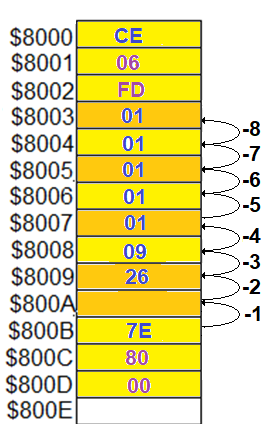 $8000 CE
$8001 06
$8002 FD
$8003 01
-8
$8004 01
-7
$8005 01
-6
$8006 01
-5
$8007 01
-4
$8008 09
-3
$8009 26
-2
$800A
-1
$800B 7E
$800C 80
$800D 00
$800E